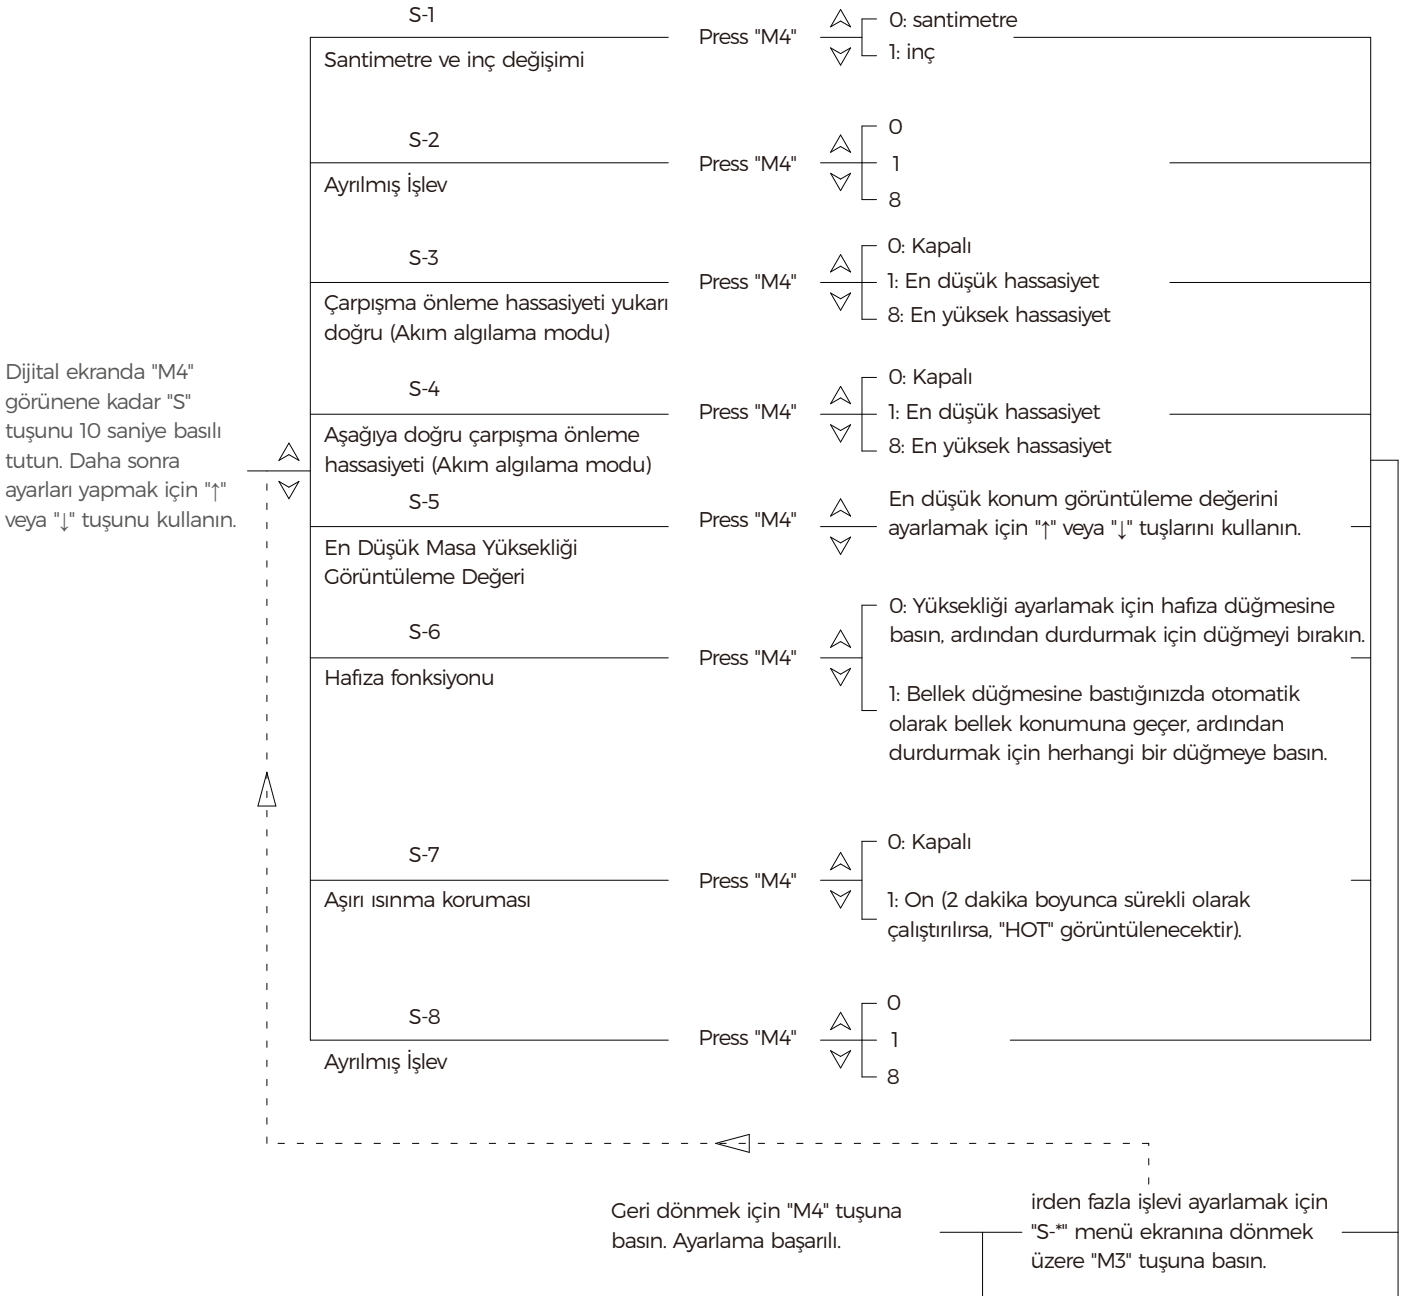 S-1
Santimetre ve inç değişimi
Press "M4"
0: santimetre
1: inç
S-2
Ayrılmış İşlev
Press "M4"
0
1
8
S-3
Çarpışma önleme hassasiyeti yukarı
doğru (Akım algılama modu)
Press "M4"
0: Kapalı
1: En düşük hassasiyet
8: En yüksek hassasiyet
Dijital ekranda "M4"
görünene kadar "S"
tuşunu 10 saniye basılı
tutun. Daha sonra
ayarları yapmak için "↑"
veya "↓" tuşunu kullanın.
S-4
Aşağıya doğru çarpışma önleme
hassasiyeti (Akım algılama modu)
Press "M4"
0: Kapalı
1: En düşük hassasiyet
8: En yüksek hassasiyet
S-5
En Düşük Masa Yüksekliği
Görüntüleme Değeri
Press "M4"
En düşük konum görüntüleme değerini
ayarlamak için "↑" veya "↓" tuşlarını kullanın.
S-6
Hafıza fonksiyonu
Press "M4"
0: Yüksekliği ayarlamak için hafıza düğmesine
basın, ardından durdurmak için düğmeyi bırakın.
1: Bellek düğmesine bastığınızda otomatik
olarak bellek konumuna geçer, ardından
durdurmak için herhangi bir düğmeye basın.
S-7
Aşırı ısınma koruması
Press "M4"
0: Kapalı
1: On (2 dakika boyunca sürekli olarak
çalıştırılırsa, "HOT" görüntülenecektir).
S-8
Ayrılmış İşlev
Press "M4"
0
1
8
Geri dönmek için "M4" tuşuna
basın. Ayarlama başarılı.
irden fazla işlevi ayarlamak için
"S-*" menü ekranına dönmek
üzere "M3" tuşuna basın.